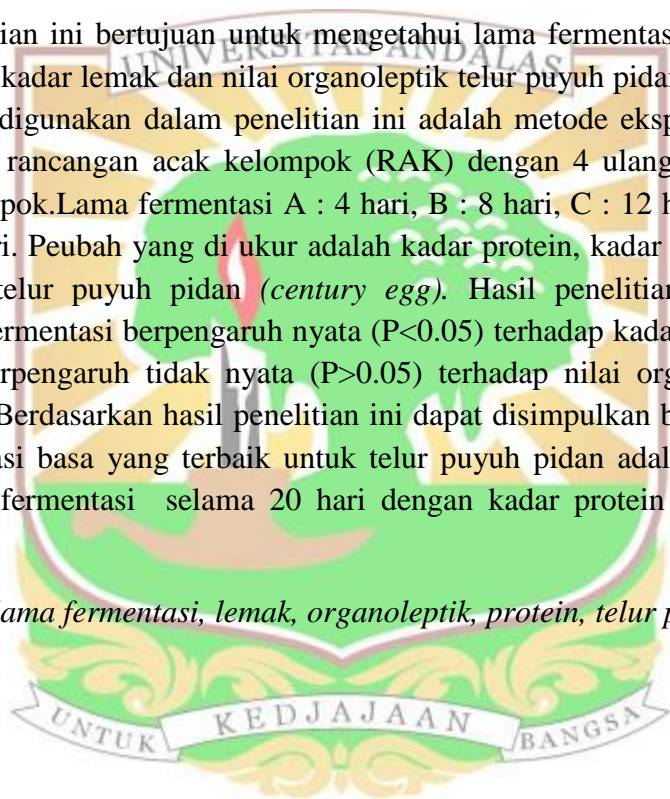 UNIVERSITAS ANDALAS
ian ini bertujuan untuk mengetahui lama fermentas
kadar lemak dan nilai organoleptik telur puyuh pidan
digunakan dalam penelitian ini adalah metode eksp
rancangan acak kelompok (RAK) dengan 4 ulang
pok.Lama fermentasi A : 4 hari, B : 8 hari, C : 12 h
ri. Peubah yang di ukur adalah kadar protein, kadar
telur puyuh pidan (century egg). Hasil penelitian
ermentasi berpengaruh nyata (P<0.05) terhadap kada
erpengaruh tidak nyata (P>0.05) terhadap nilai org
Berdasarkan hasil penelitian ini dapat disimpulkan b
asi basa yang terbaik untuk telur puyuh pidan adal
fermentasi selama 20 hari dengan kadar protein
lama fermentasi, lemak, organoleptik, protein, telur p
UNTUK KEDJAJAAN BANGSA